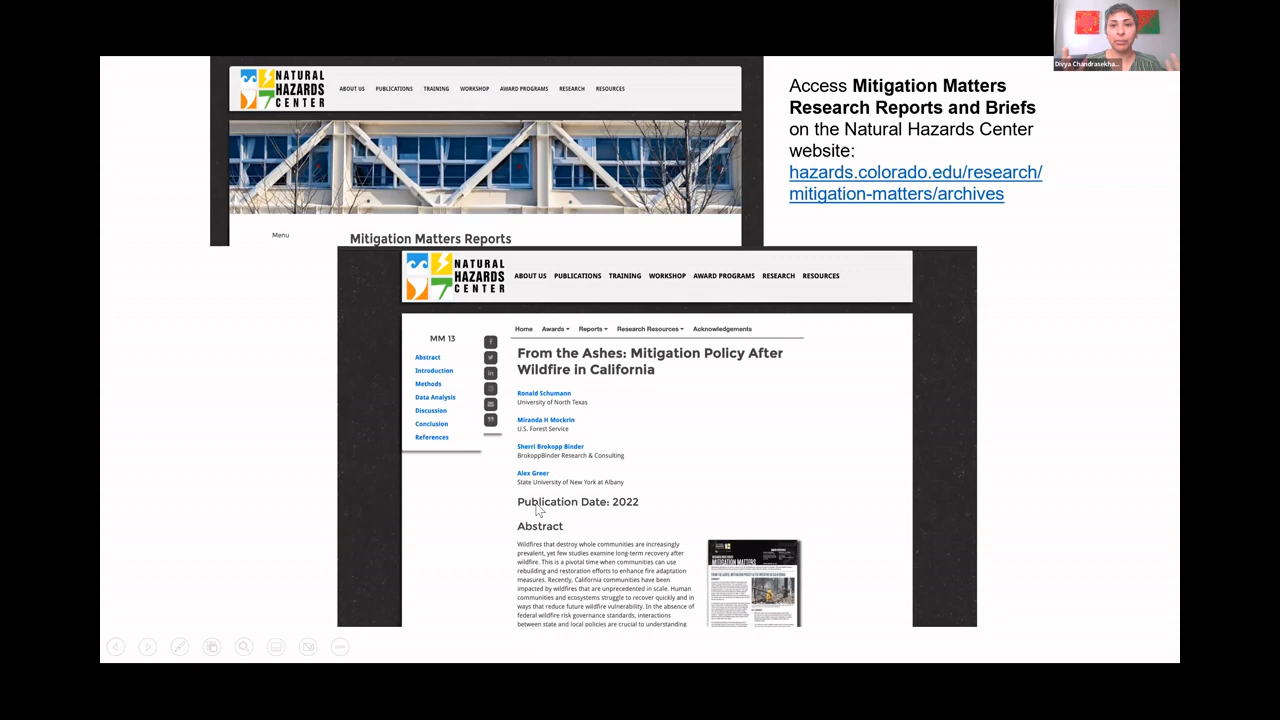 Divya Chandrasekha...
NATURAL
HAZARDS
CENTER
ABOUT US PUBLICATIONS TRAINING WORKSHOP AWARD PROGRAMS RESEARCH RESOURCES
Menu
Mitigation Matters Reports
Access Mitigation Matters
Research Reports and Briefs
on the Natural Hazards Center
website:
hazards.colorado.edu/research/
mitigation-matters/archives
NATURAL
HAZARDS
CENTER
ABOUT US PUBLICATIONS TRAINING WORKSHOP AWARD PROGRAMS RESEARCH RESOURCES
MM 13
Abstract
Introduction
Methods
Data Analysis
Discussion
Conclusion
References
Home Awards Reports Research Resources Acknowledgements
From the Ashes: Mitigation Policy After
Wildfire in California
Ronald Schumann
University of North Texas
Miranda H Mockrin
U.S. Forest Service
Sherri Brokopp Binder
BrokoppBinder Research & Consulting
Alex Greer
State University of New York at Albany
Publication Date: 2022
Abstract
Wildfires that destroy whole communities are increasingly
prevalent, yet few studies examine long-term recovery after
wildfire. This is a pivotal time when communities can use
rebuilding and restoration efforts to enhance fire adaptation
measures. Recently, California communities have been
impacted by wildfires that are unprecedented in scale. Human
communities and ecosystems struggle to recover quickly and in
ways that reduce future wildfire vulnerability. In the absence of
federal wildfire risk governance standards, interactions
between state and local policies are crucial to understanding
MITIGATION MATTERS